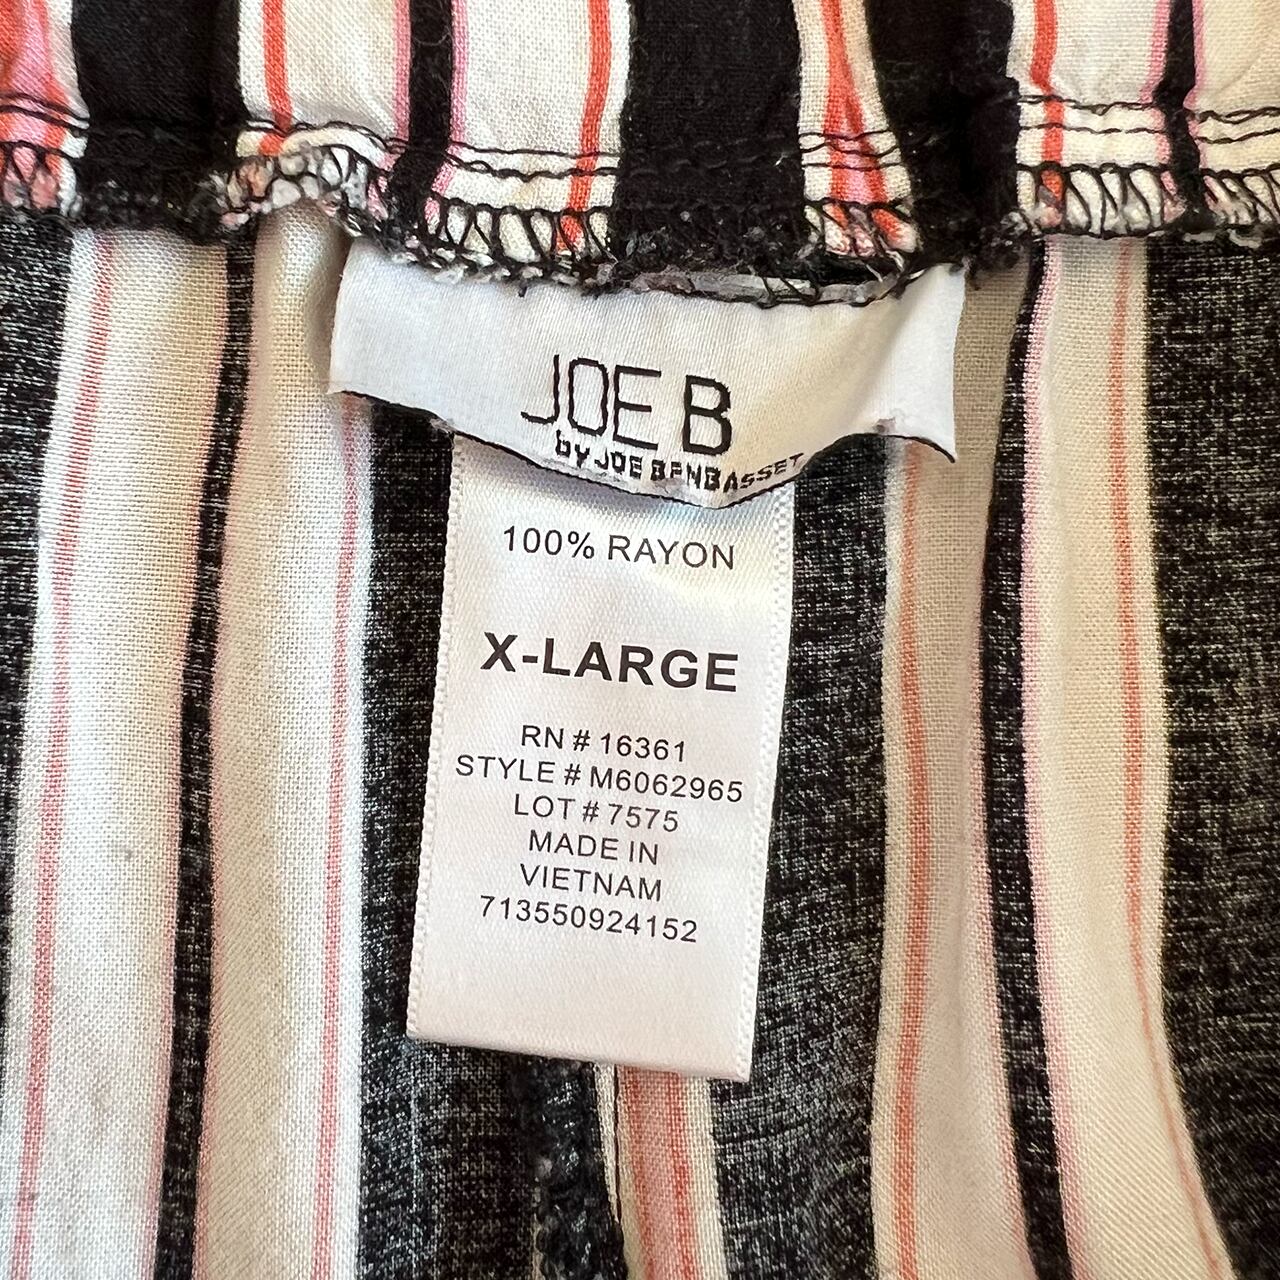 JOE B
by JOE BENBASSET
100% RAYON
X-LARGE
RN # 16361
STYLE # M6062965
LOT # 7575
MADE IN
VIETNAM
713550924152